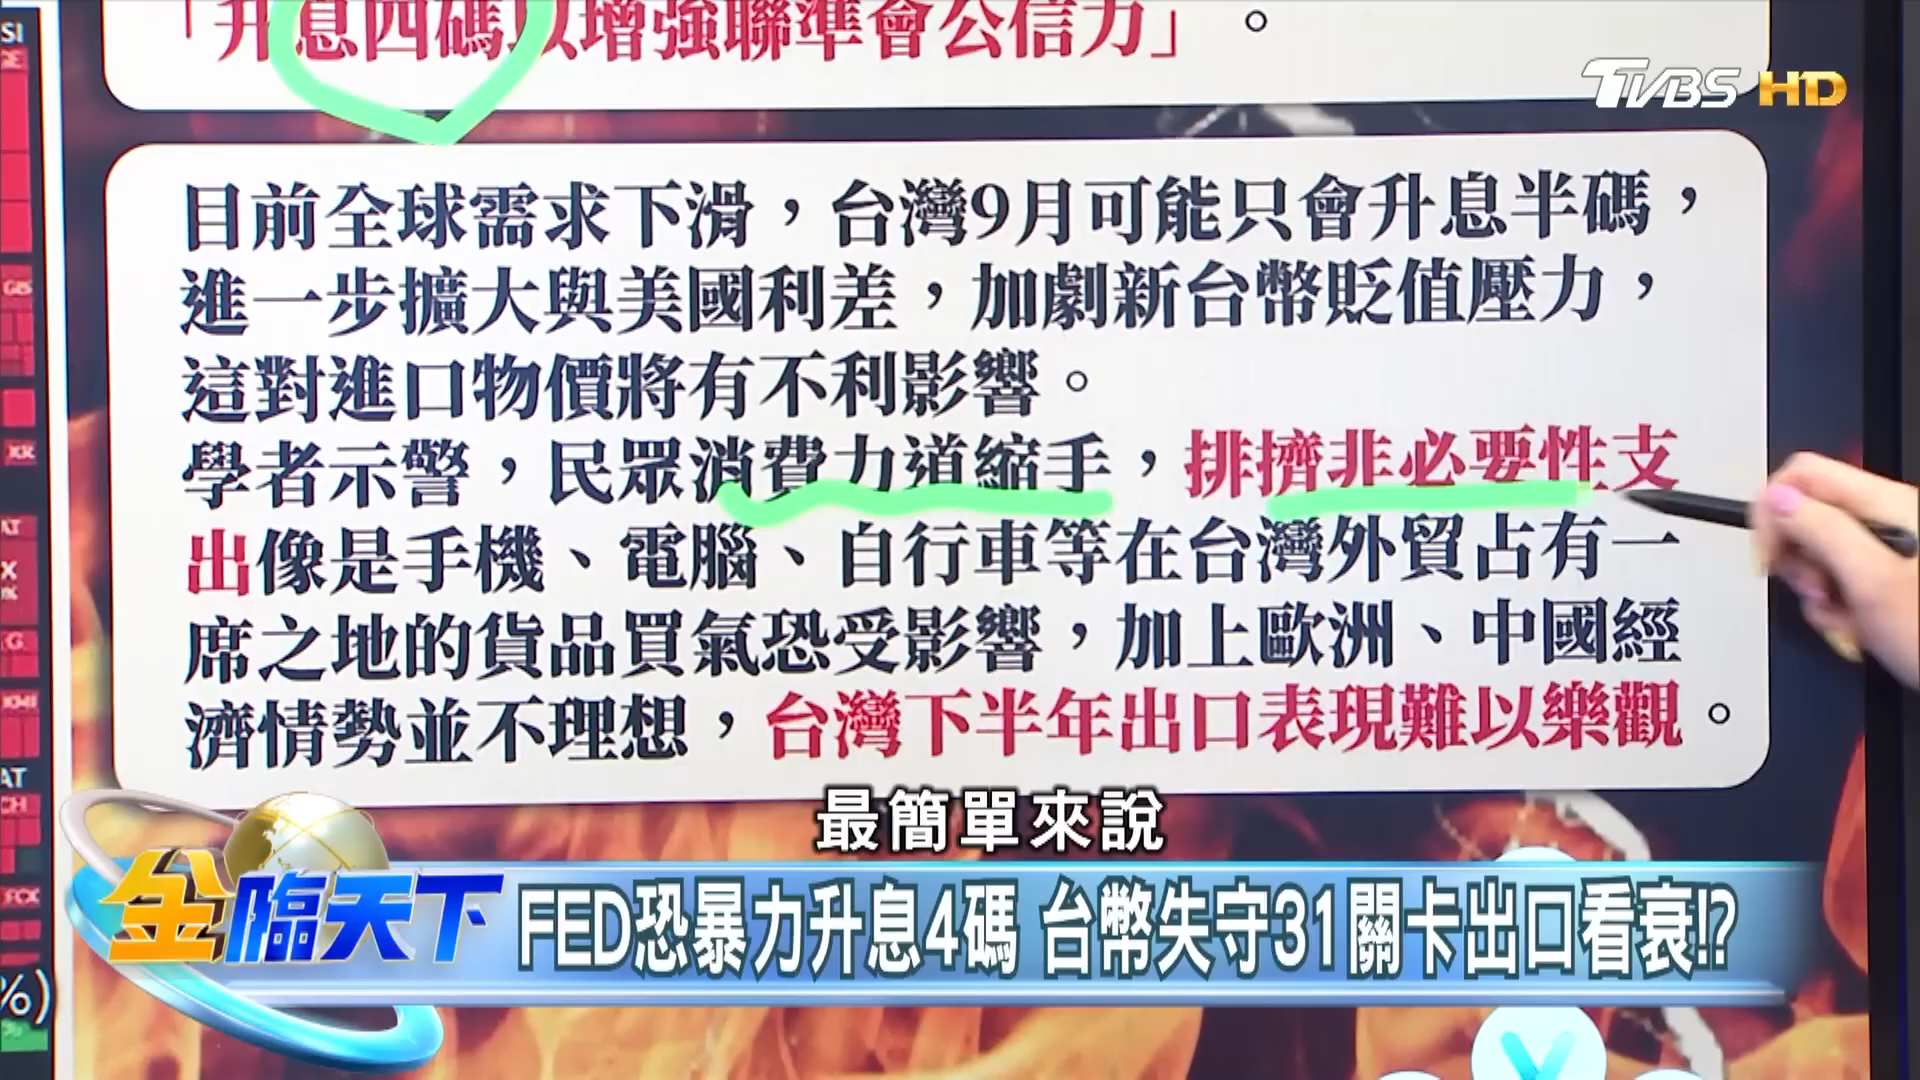 「升息四碼以增強聯準會公信力」。
TVBS HD
目前全球需求下滑，台灣9月可能只會升息半碼，
進一步擴大與美國利差，加劇新台幣貶值壓力，
這對進口物價將有不利影響。
學者示警，民眾消費力道縮手，排擠非必要性支
出像是手機、電腦、自行車等在台灣外貿占有一
席之地的貨品買氣恐受影響，加上歐洲、中國經
濟情勢並不理想，台灣下半年出口表現難以樂觀。
最簡單來說
金臨天下
FED恐暴力升息4碼 台幣失守31關卡出口看衰!?